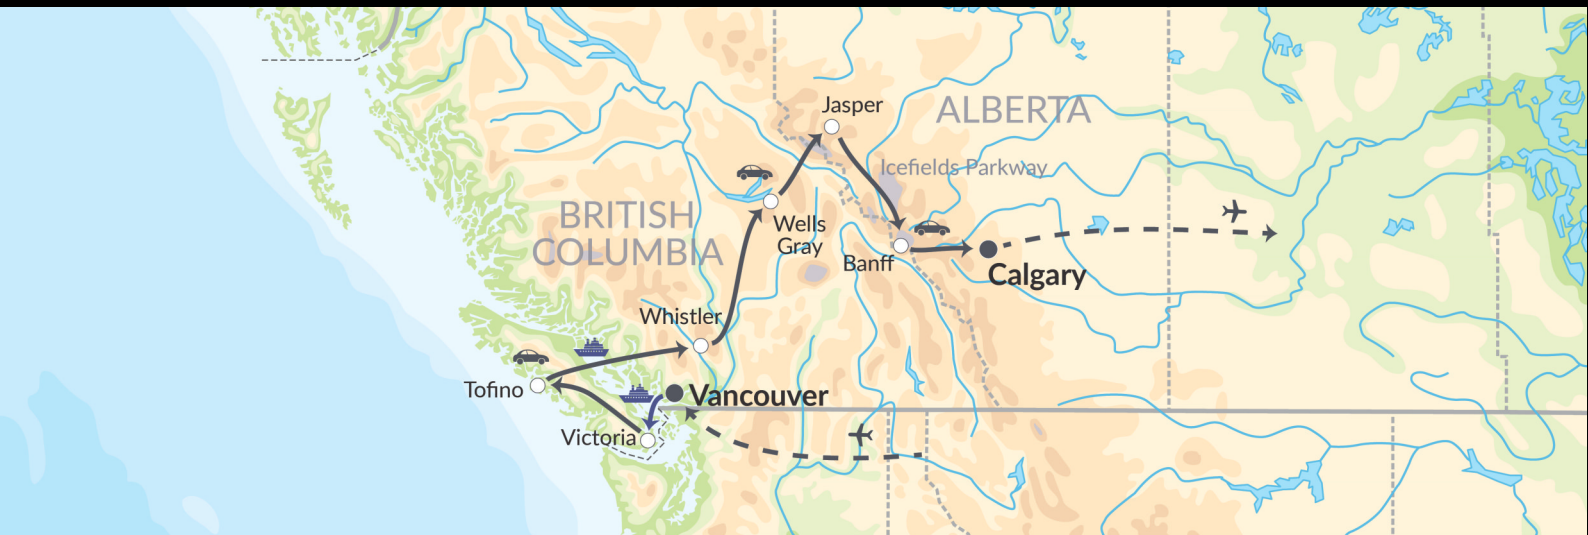 Jasper
ALBERTA
Icefields Parkway
BRITISH
COLUMBIA
Wells
Gray
Banff
Calgary
Whistler
Tofino
Vancouver
Victoria